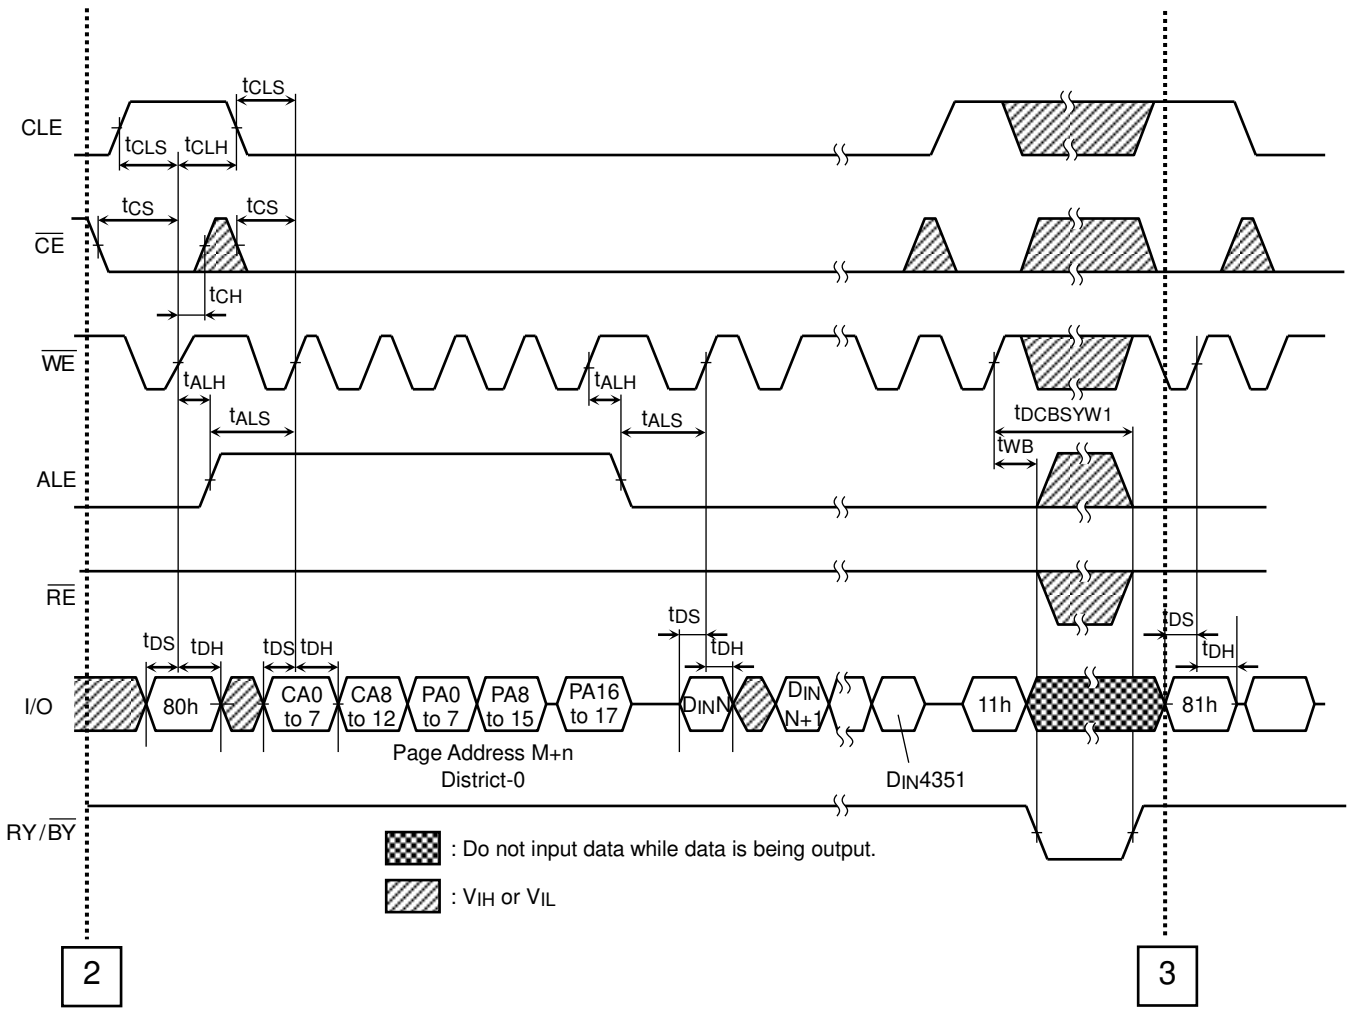 tCLS
CLE
tCLS
tCLH
tCS
tCS
CE
tCH
WE
tALH
tALH
tDCBSYW1
tALS
tALS
tWB
ALE
RE
tDS
tDH
tDS
tDH
tDS
tDH
tDS
tDH
I/O
80h
CA0
to 7
CA8
to 12
PA0
to 7
PA8
to 15
PA16
to 17
DINN
DIN
N+1
11h
81h
Page Address M+n
District-0
DIN4351
RY/BY
: Do not input data while data is being output.
: VIH or VIL
2
3